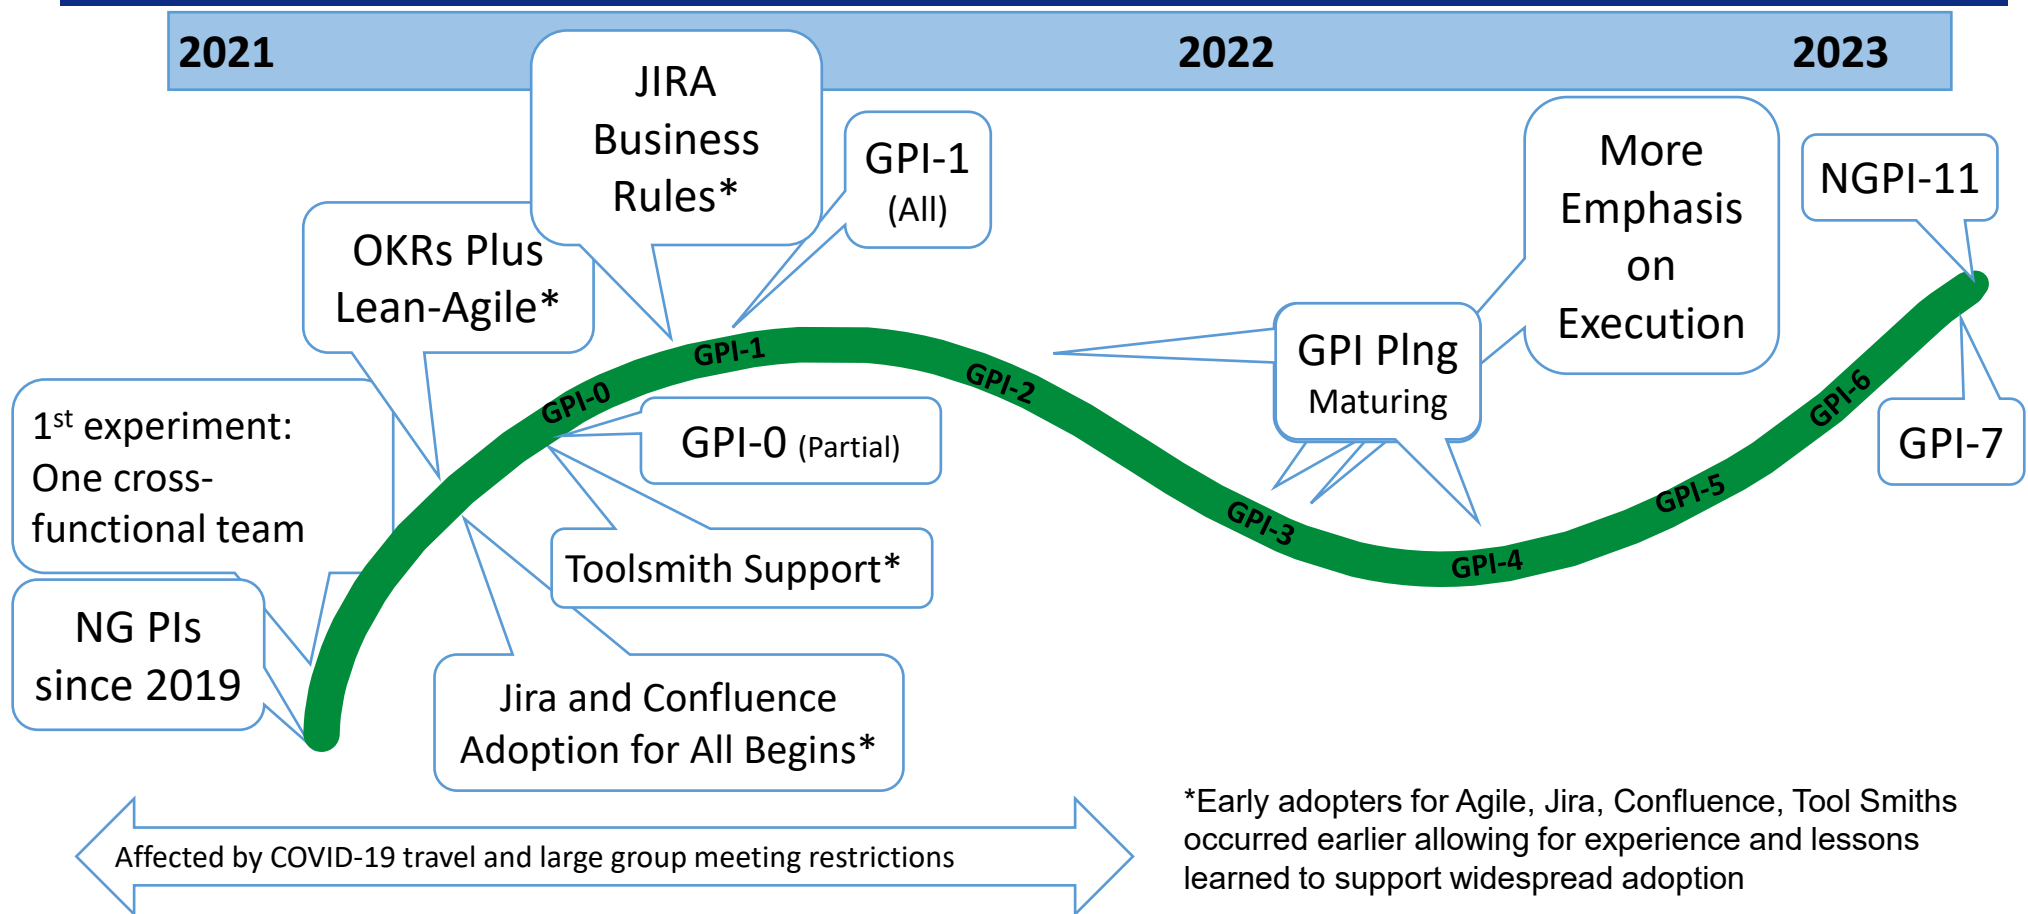 2021
2022
2023
JIRA
Business
Rules*
GPI-1
(All)
More
Emphasis
on
Execution
NGPI-11
OKRs Plus
Lean-Agile*
GPI Plng
Maturing
1st experiment:
One cross-
functional team
GPI-0 (Partial)
GPI-7
Toolsmith Support*
NG PIs
since 2019
Jira and Confluence
Adoption for All Begins*
GPI-0
GPI-1
GPI-2
GPI-3
GPI-4
GPI-5
GPI-6
Affected by COVID-19 travel and large group meeting restrictions
*Early adopters for Agile, Jira, Confluence, Tool Smiths
occurred earlier allowing for experience and lessons
learned to support widespread adoption